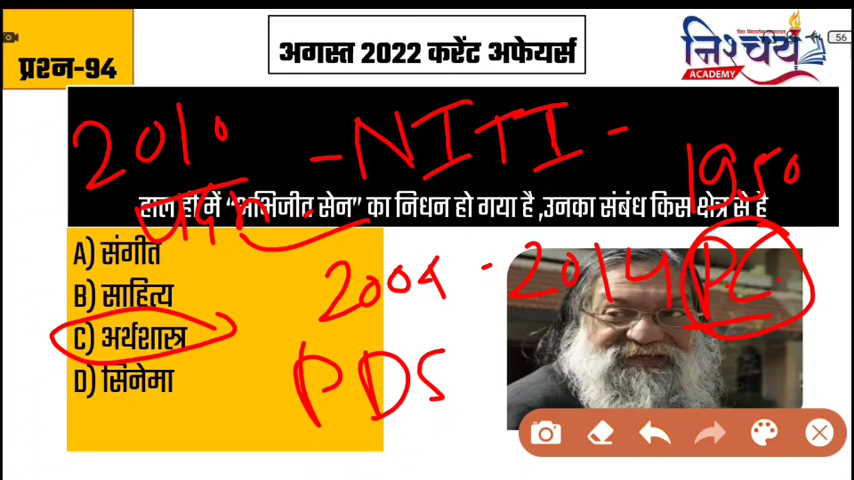 प्रश्न-94
अगस्त 2022 करेंट अफेयर्स
निश्चय
ACADEMY
56
2010 - NITI - 1950
हाल ही में “अभिजीत सेन” का निधन हो गया है ,उनका संबंध किस क्षेत्र से है
पद्म
A) संगीत
B) साहित्य
C) अर्थशास्त्र
D) सिनेमा
2004 - 2014 PC
PDS